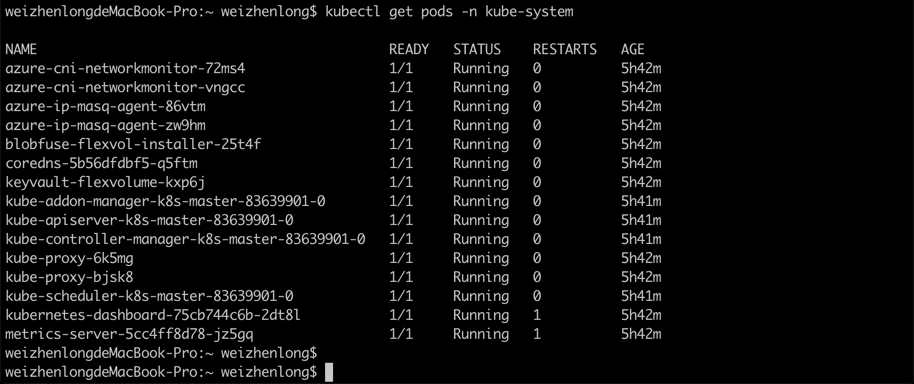 weizhenlongdeMacBook-Pro:~ weizhenlong$ kubectl get pods -n kube-system
NAME READY STATUS RESTARTS AGE
azure-cni-networkmonitor-72ms4 1/1 Running 0 5h42m
azure-cni-networkmonitor-vngcc 1/1 Running 0 5h42m
azure-ip-masq-agent-86vtm 1/1 Running 0 5h42m
azure-ip-masq-agent-zw9hm 1/1 Running 0 5h42m
blobfuse-flexvol-installer-25t4f 1/1 Running 0 5h42m
coredns-5b56dfdbf5-q5ftm 1/1 Running 0 5h42m
keyvault-flexvolume-kxp6j 1/1 Running 0 5h42m
kube-addon-manager-k8s-master-83639901-0 1/1 Running 0 5h41m
kube-apiserver-k8s-master-83639901-0 1/1 Running 0 5h41m
kube-controller-manager-k8s-master-83639901-0 1/1 Running 0 5h41m
kube-proxy-6k5mg 1/1 Running 0 5h42m
kube-proxy-bjsk8 1/1 Running 0 5h42m
kube-scheduler-k8s-master-83639901-0 1/1 Running 0 5h41m
kubernetes-dashboard-75cb744c6b-2dt8l 1/1 Running 1 5h42m
metrics-server-5cc4ff8d78-jz5gq 1/1 Running 1 5h42m
weizhenlongdeMacBook-Pro:~ weizhenlong$
weizhenlongdeMacBook-Pro:~ weizhenlong$